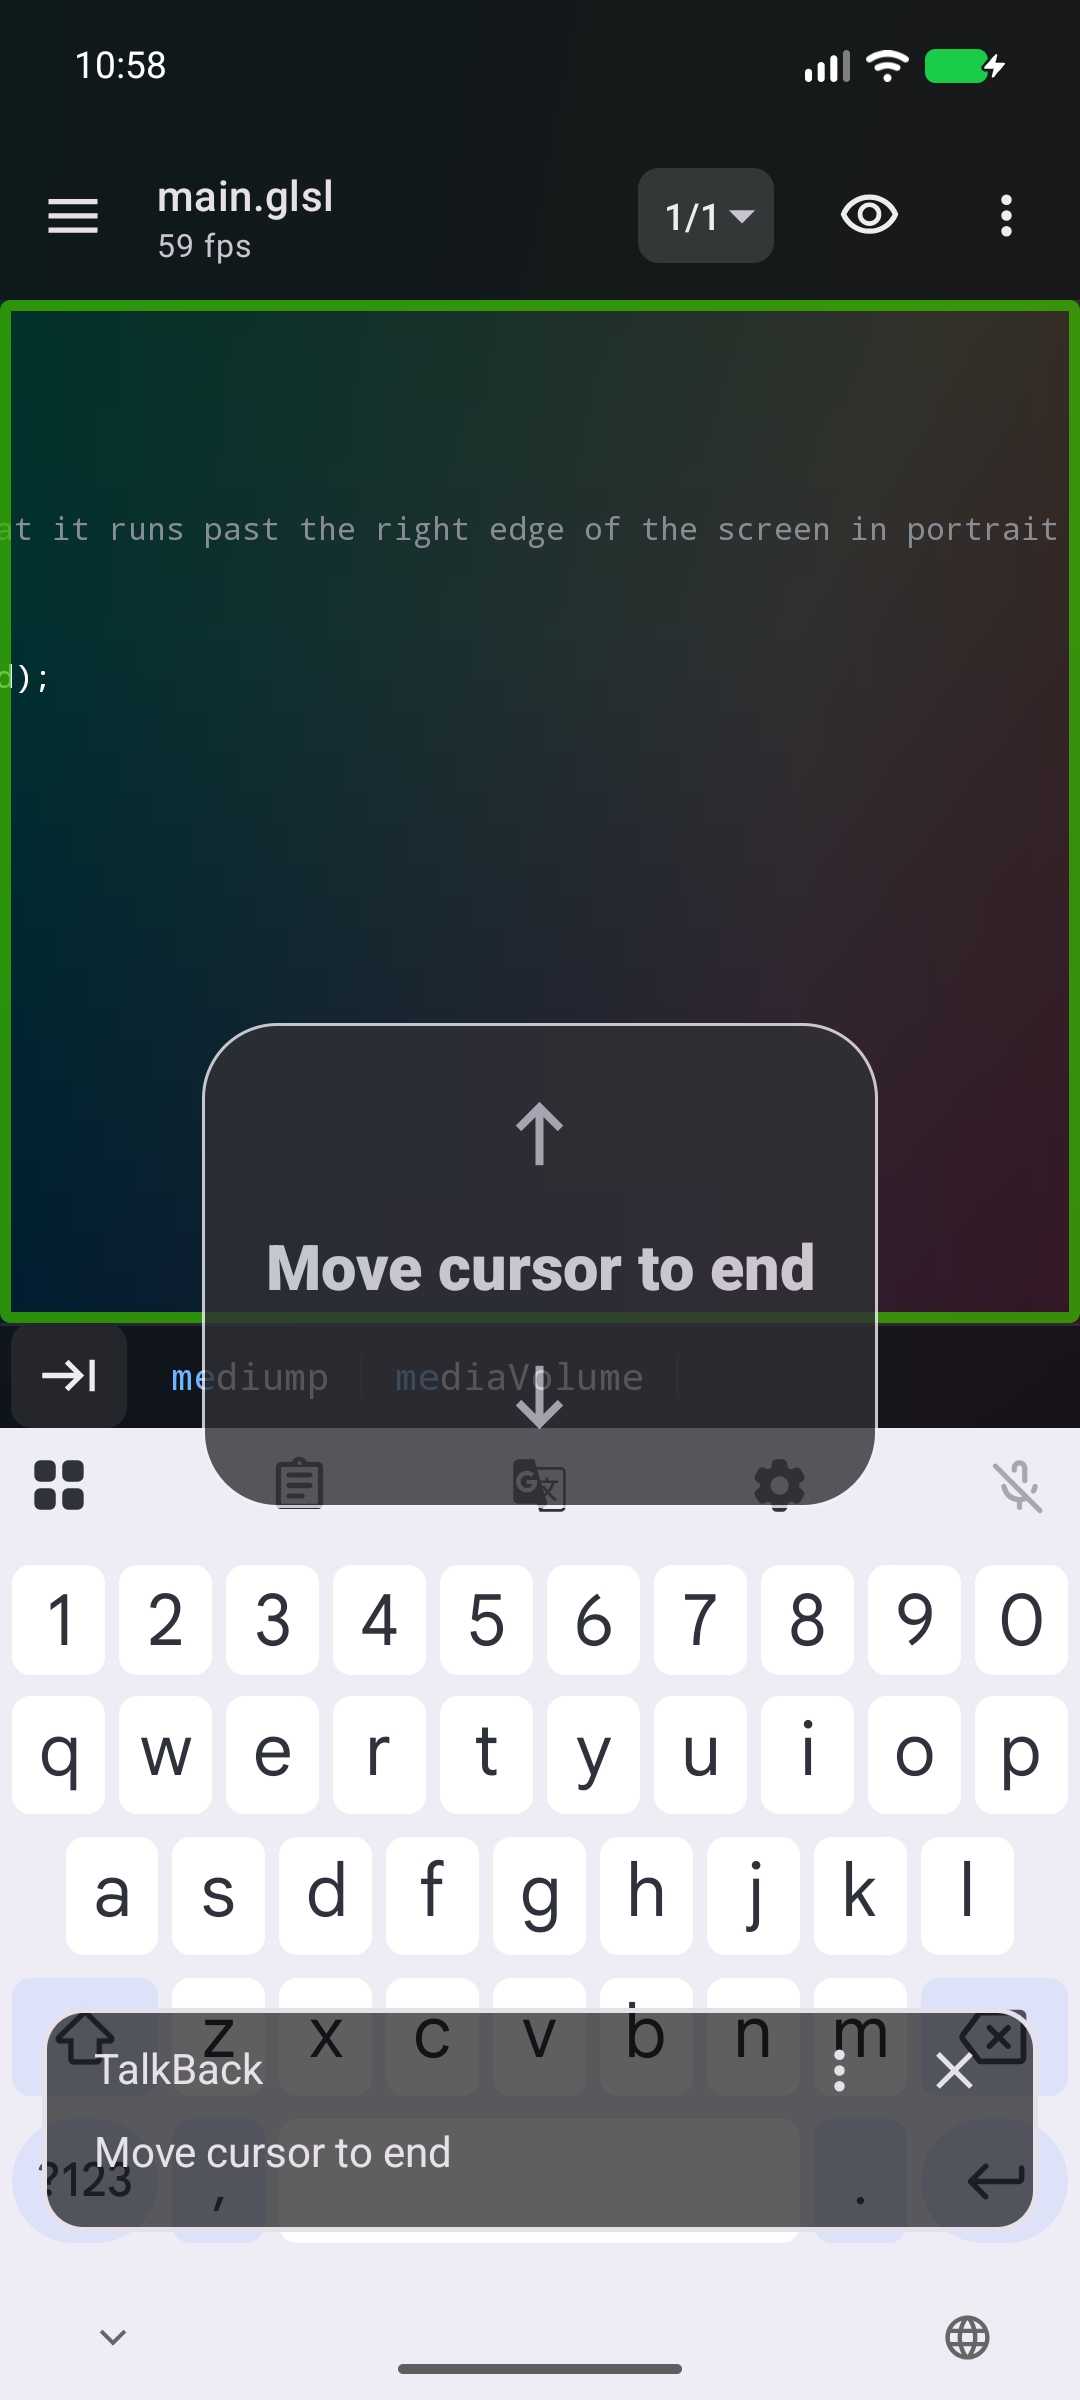 10:58
main.glsl
59 fps
1/1
at it runs past the right edge of the screen in portrait
d);
Move cursor to end
mediump mediaVolume
1 2 3 4 5 6 7 8 9 0
q w e r t y u i o p
a s d f g h j k l
z x c v b n m
TalkBack
Move cursor to end
?123 , .